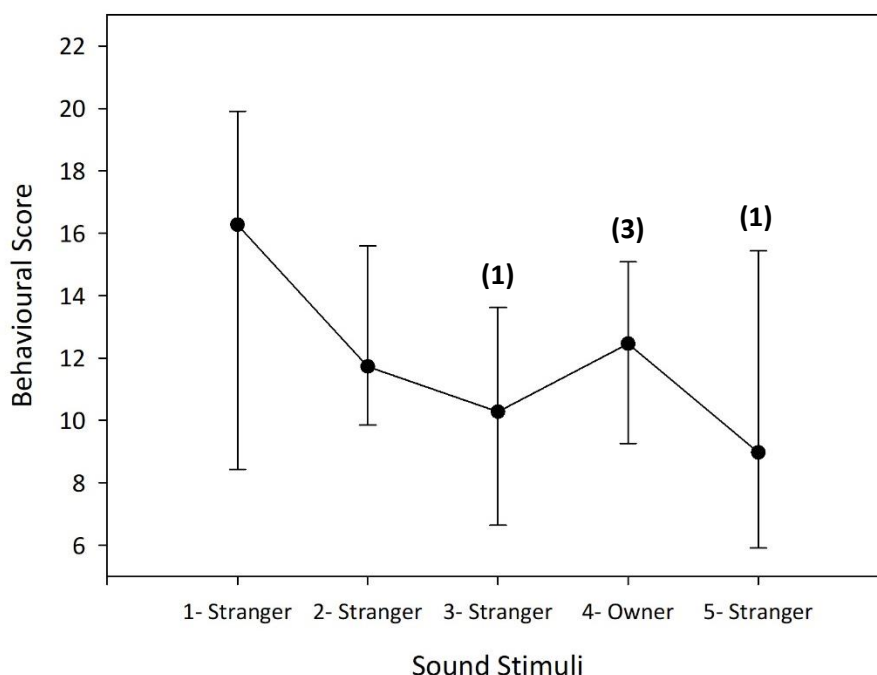 22
20
18
16
14
12
10
8
6
Behavioural Score
(1)
(3)
(1)
1- Stranger
2- Stranger
3- Stranger
4- Owner
5- Stranger
Sound Stimuli